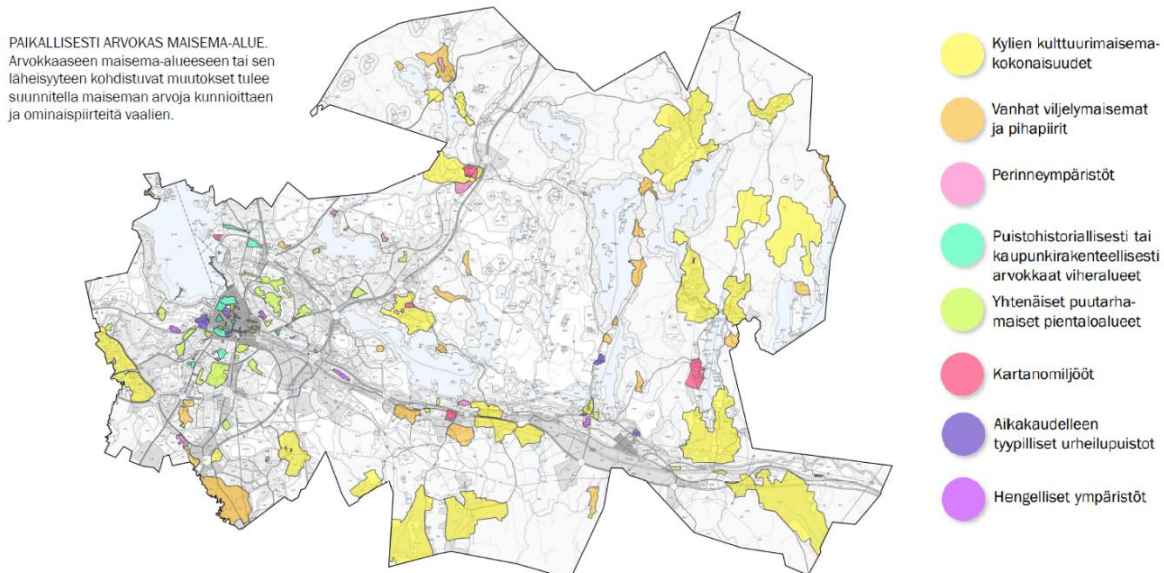 PAIKALLISESTI ARVOKAS MAISEMA-ALUE.
Arvokkaaseen maisema-alueeseen tai sen
läheisyyteen kohdistuvat muutokset tulee
suunnitella maiseman arvoja kunnioittaen
ja ominaispiirteitä vaalien.
Kylien kulttuurimaisema-
kokonaisuudet
Vanhat viljelymaisemat
ja pihapiirit
Perinneympäristöt
Puistohistoriallisesti tai
kaupunkirakenteellisesti
arvokkaat viheralueet
Yhtenäiset puutarha-
maiset pientaloalueet
Kartanomiljööt
Aikakaudelleen
tyypilliset urheilupuistot
Hengelliset ympäristöt